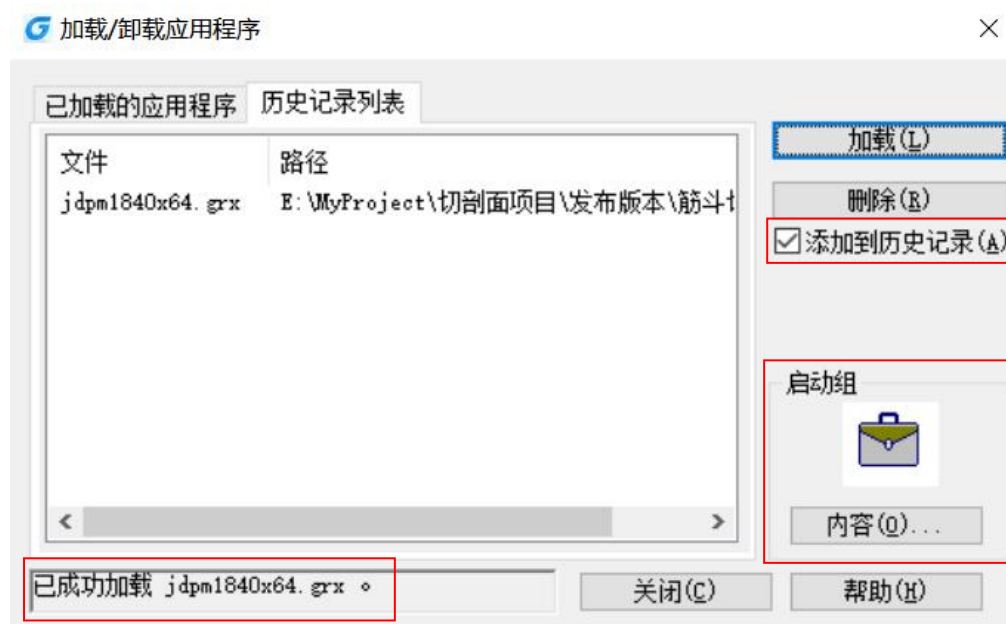 加载/卸载应用程序
已加载的应用程序 历史记录列表
文件 路径
jdpm1840x64.grx E:\MyProject\切剖面项目\发布版本\筋斗
加载(L)
删除(R)
添加到历史记录(A)
启动组
内容(O)...
已成功加载 jdpm1840x64.grx 。
关闭(C)
帮助(H)